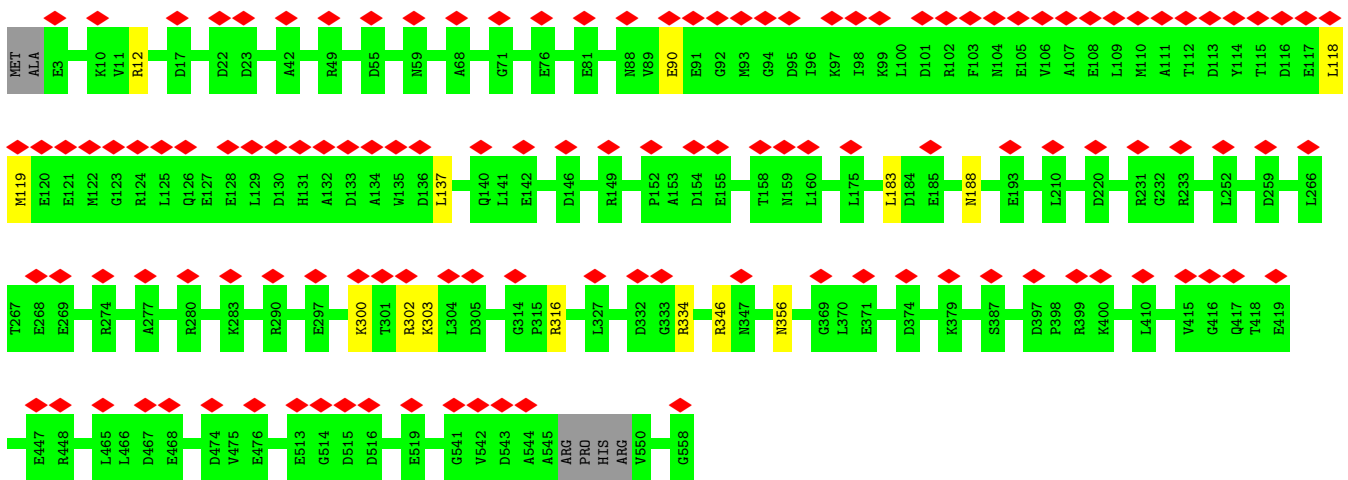 MET ALA E3 K10 V11 R12 D17 D22 D23 A42 R49 D55 N59 A68 G71 E76 E81 N88 V89 E90 E91 G92 M93 G94 D95 I96 K97 I98 K99 L100 D101 R102 F103 N104 E105 V106 A107 E108 L109 M110 A111 T112 D113 Y114 T115 D116 E117 L118
M119 E120 E121 M122 G123 R124 L125 Q126 E127 E128 L129 D130 H131 A132 D133 A134 W135 D136 L137 Q140 L141 E142 D146 R149 P152 A153 D154 E155 T158 N159 L160 L175 L183 D184 E185 N188 E193 L210 D220 R231 G232 R233 L252 D259 L266
T267 E268 E269 R274 A277 R280 K283 R290 E297 K300 T301 R302 K303 I304 D305 G314 P315 R316 L327 D332 G333 R334 R346 N347 N356 G369 L370 E371 D374 K379 S387 D397 P398 R399 K400 L410 V415 G416 Q417 T418 E419
E447 R448 L465 L466 D467 E468 D474 V475 E476 E513 G514 D515 D516 E519 G541 V542 D543 A544 A545 ARG PRO HIS ARG V550 G558